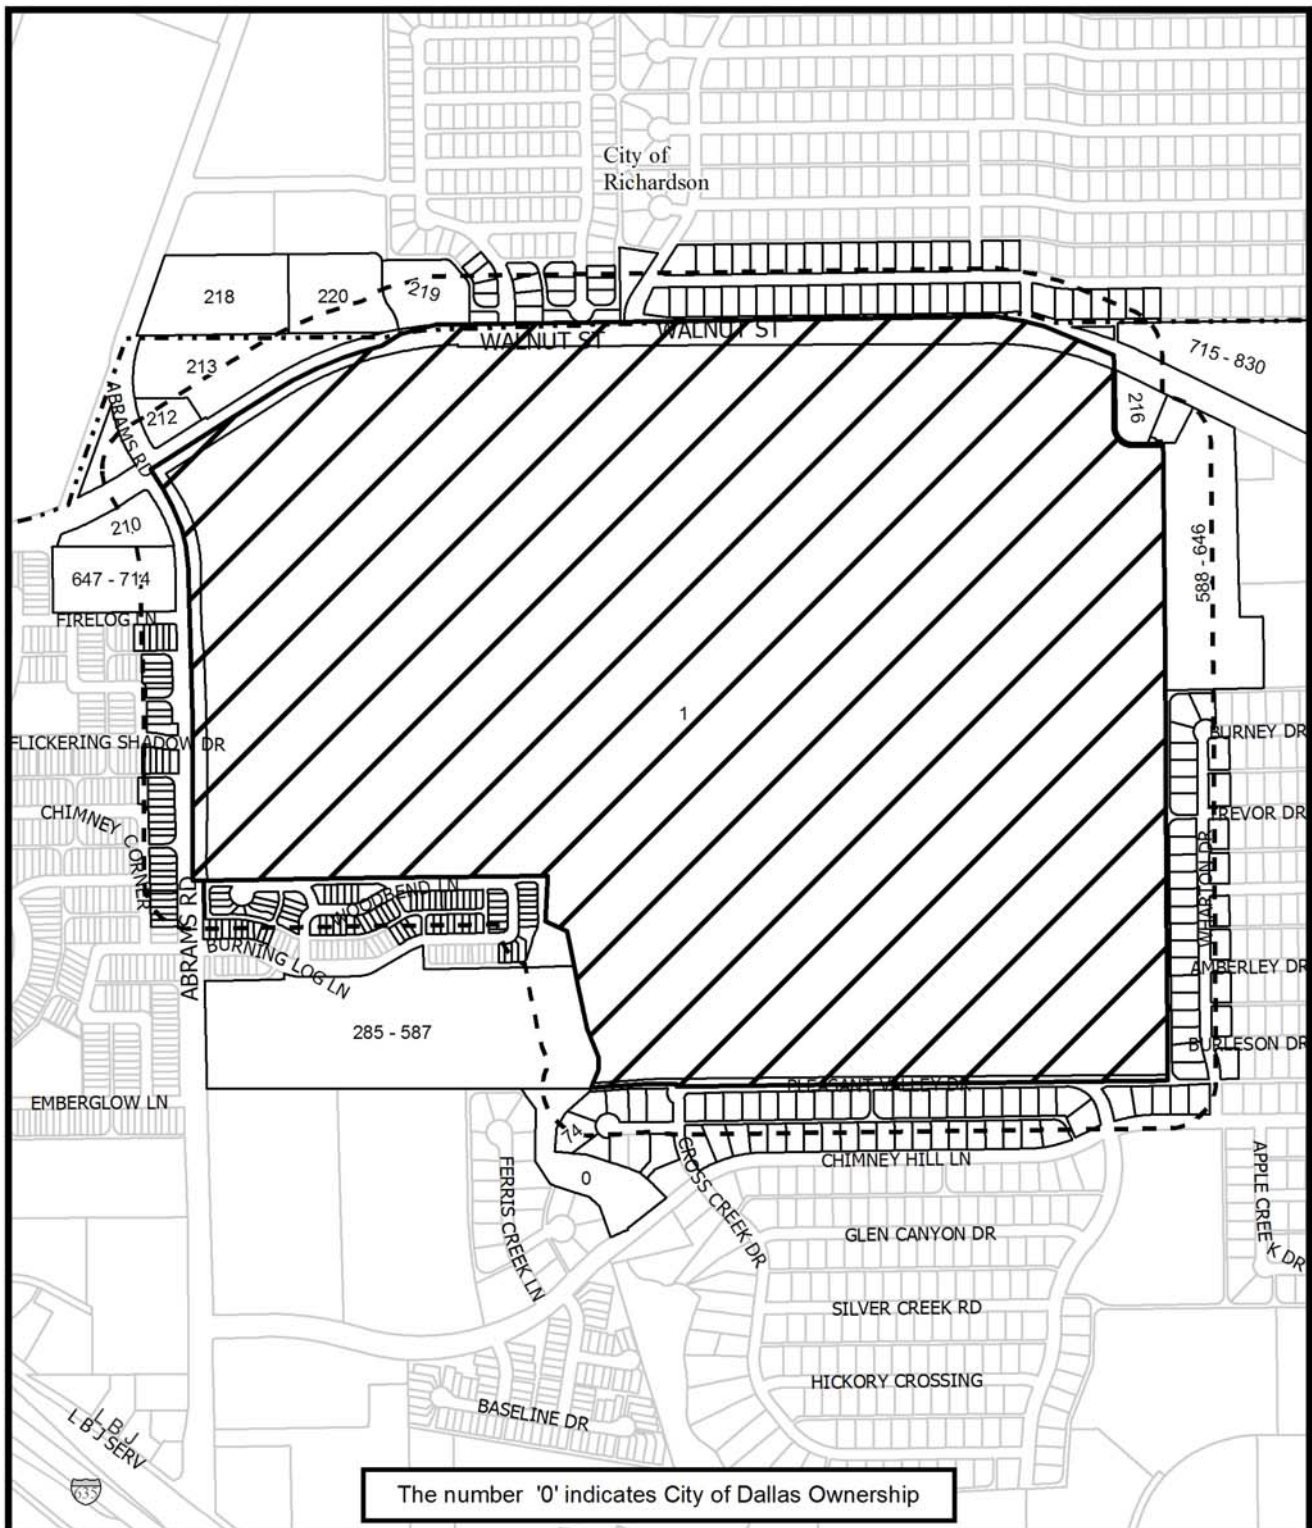 City of
Richardson
218
220
219
WALNUT ST
WALNUT ST
213
715 - 830
212
216
ABRAMS RD
210
588 - 646
647 - 714
FIRELOG LN
1
FLICKERING SHADOW DR
BURNEY DR
CHIMNEY CORNER
TREVOR DR
WHARTON DR
WOODBEND LN
ABRAMS RD
BURNING LOG LN
AMBERLEY DR
285 - 587
BURLESON DR
PLEASANT VALLEY DR
EMBERGLOW LN
74
CHIMNEY HILL LN
0
CROSS CREEK DR
FERRIS CREEK LN
APPLE CREEK DR
GLEN CANYON DR
SILVER CREEK RD
HICKORY CROSSING
BASELINE DR
L B J
L B J SERV
635
The number '0' indicates City of Dallas Ownership